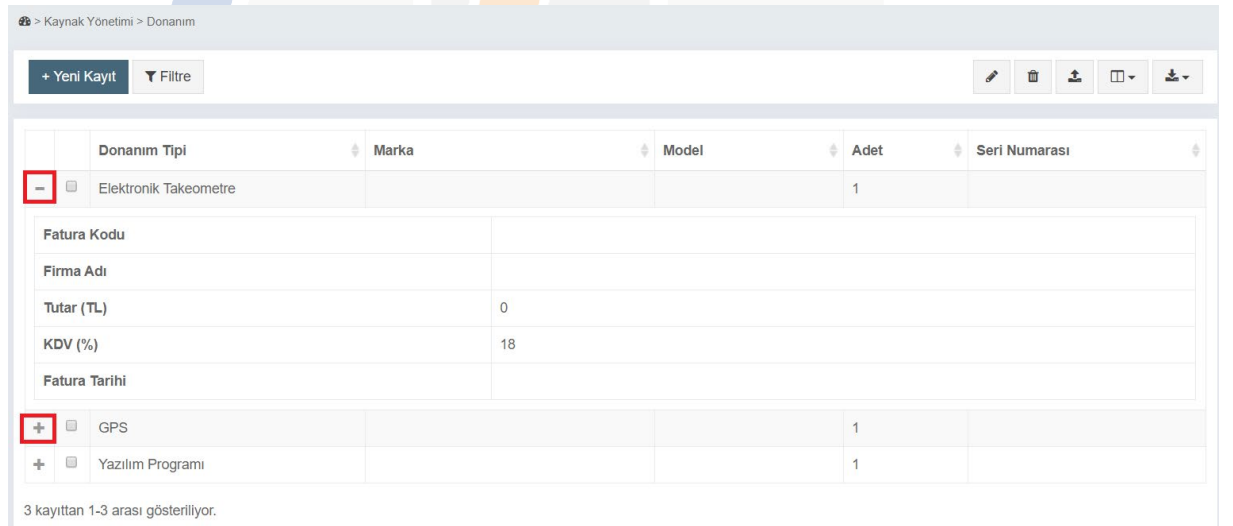 > Kaynak Yönetimi > Donanım
+ Yeni Kayıt Filtre
Donanım Tipi Marka Model Adet Seri Numarası
Elektronik Takeometre 1
Fatura Kodu
Firma Adı
Tutar (TL) 0
KDV (%) 18
Fatura Tarihi
GPS 1
Yazılım Programı 1
3 kayıttan 1-3 arası gösteriliyor.